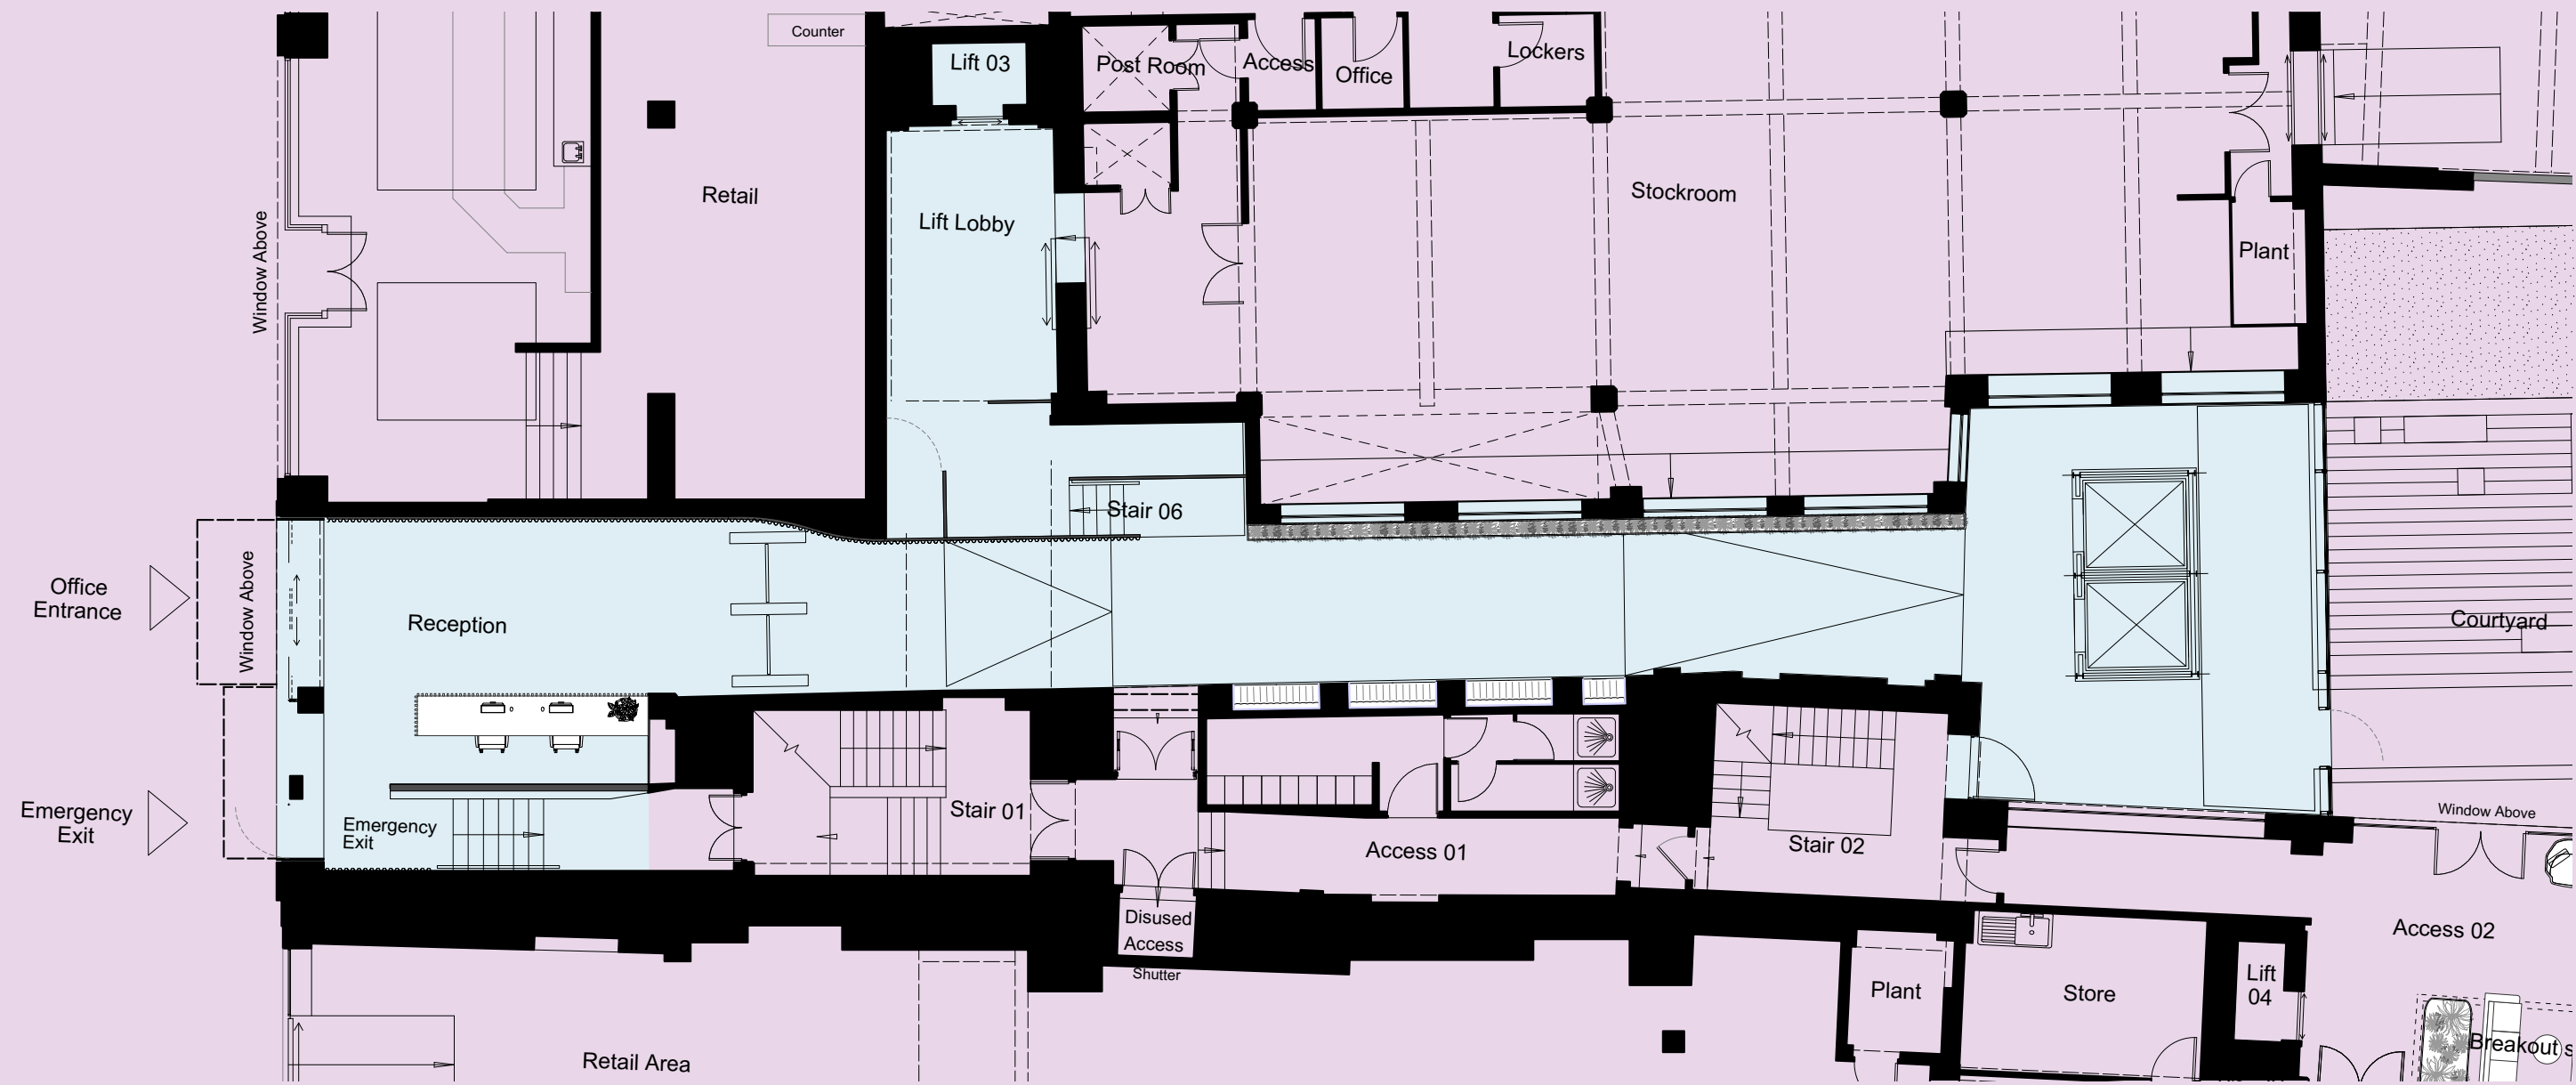 Counter
Lift 03
Post Room
Access
Office
Lockers
Retail
Stockroom
Lift Lobby
Window Above
Plant
Stair 06
Office
Entrance
Window Above
Reception
Courtyard
Emergency
Exit
Emergency
Exit
Stair 01
Access 01
Stair 02
Window Above
Disused
Access
Shutter
Access 02
Plant
Store
Lift
04
Retail Area
Breakout s